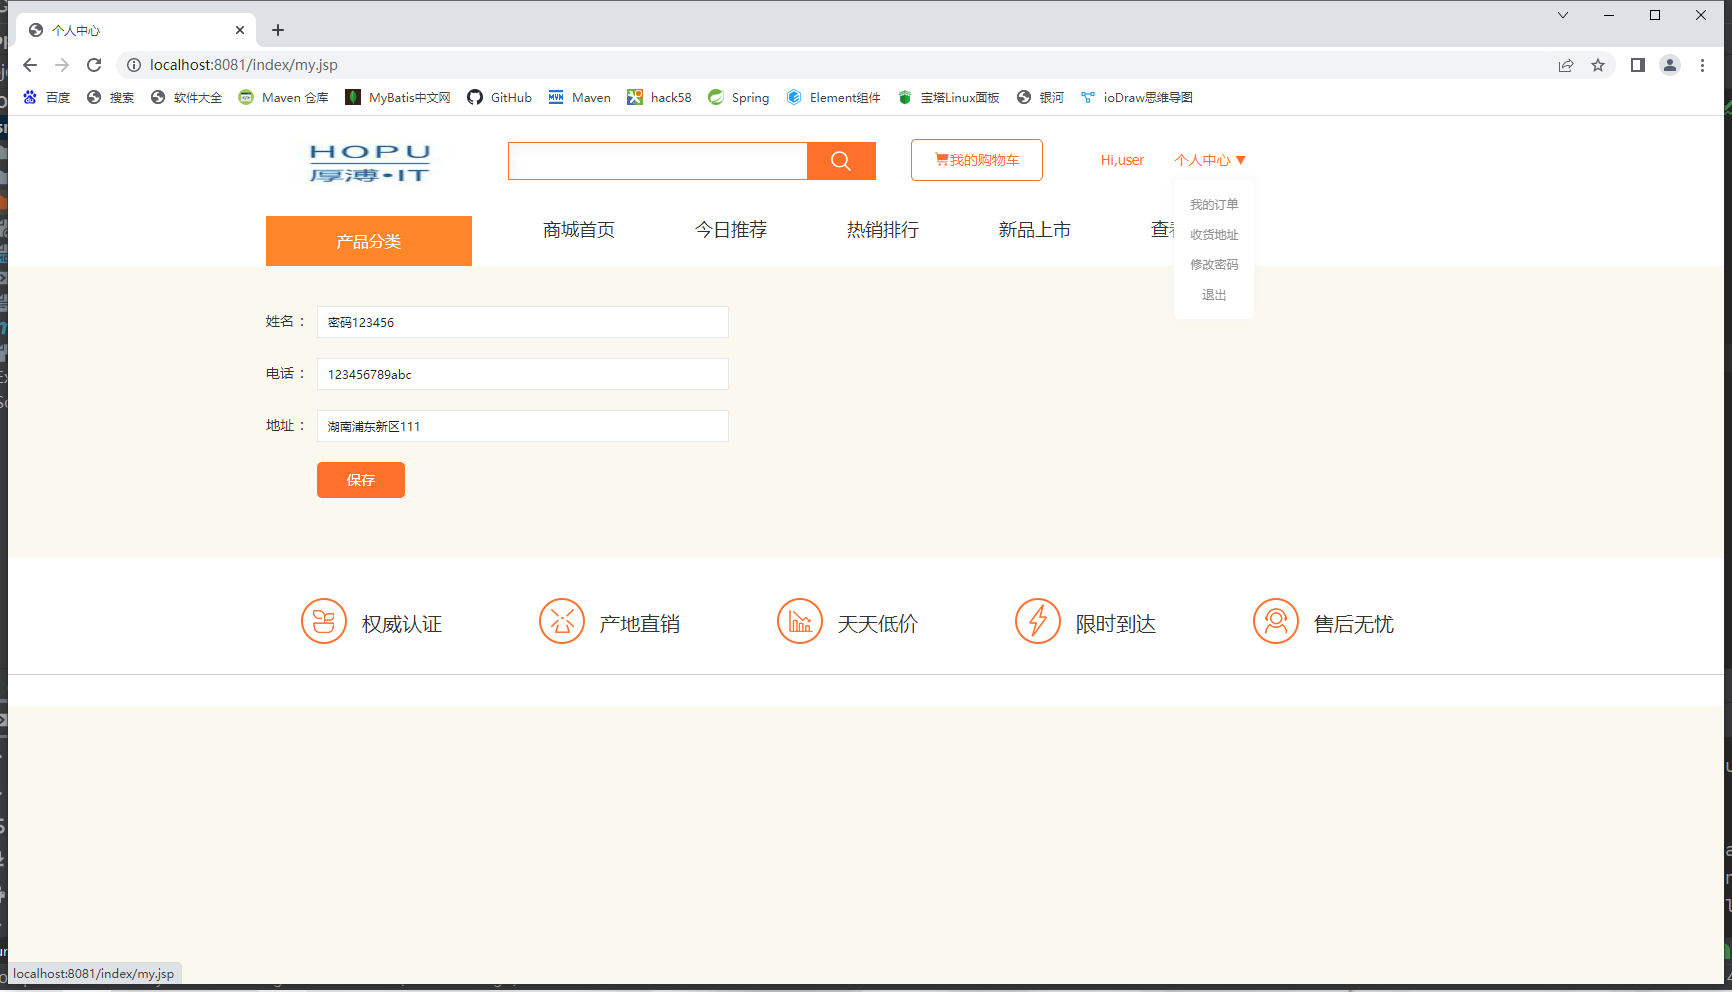 个人中心
localhost:8081/index/my.jsp
百度 搜索 软件大全 Maven 仓库 MyBatis中文网 GitHub Maven hack58 Spring Element组件 宝塔Linux面板 银河 ioDraw思维导图
HOPU
厚溥·IT
我的购物车
Hi,user
个人中心 ▼
我的订单
收货地址
修改密码
退出
产品分类 商城首页 今日推荐 热销排行 新品上市 查
姓名： 密码123456
电话： 123456789abc
地址： 湖南浦东新区111
保存
权威认证 产地直销 天天低价 限时到达 售后无忧
localhost:8081/index/my.jsp